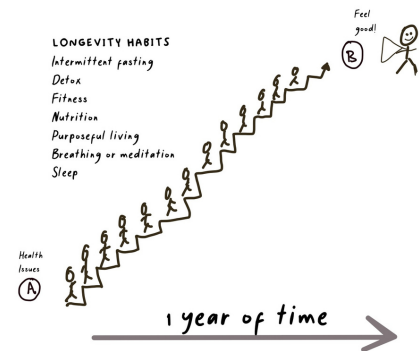 LONGEVITY HABITS
Intermittent fasting
Detox
Fitness
Nutrition
Purposeful living
Breathing or meditation
Sleep
Feel
good!
B
Health
Issues
A
1 year of time